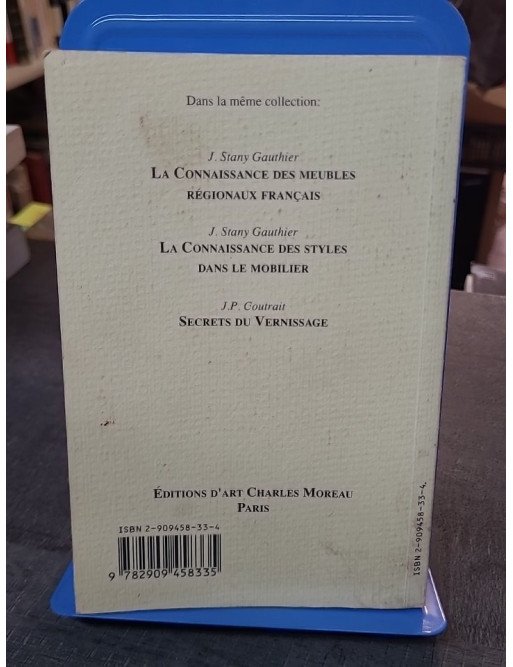 Dans la même collection:
J. Stany Gauthier
LA CONNAISSANCE DES MEUBLES
RÉGIONAUX FRANÇAIS
J. Stany Gauthier
LA CONNAISSANCE DES STYLES
DANS LE MOBILIER
J.P. Coutrait
SECRETS DU VERNISSAGE
ÉDITIONS D'ART CHARLES MOREAU
PARIS
ISBN 2-909458-33-4
9 782909 458335
ISBN 2-909458-33-4.